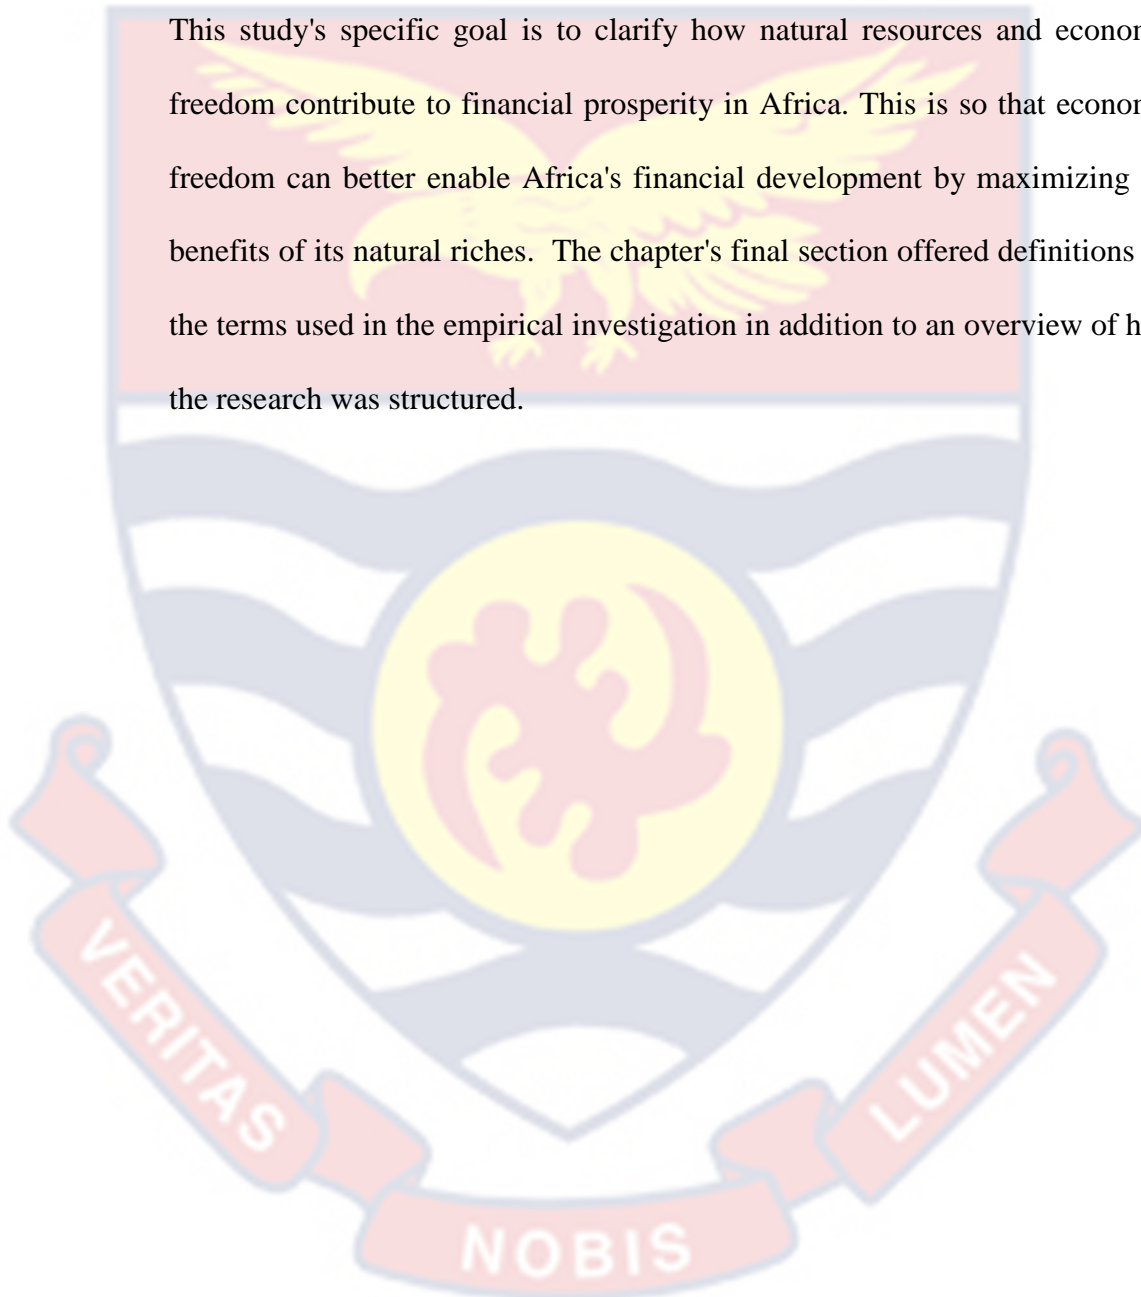 This study's specific goal is to clarify how natural resources and econom
freedom contribute to financial prosperity in Africa. This is so that econom
freedom can better enable Africa's financial development by maximizing
benefits of its natural riches. The chapter's final section offered definitions
the terms used in the empirical investigation in addition to an overview of h
the research was structured.
VERITAS
NOBIS
LUMEN